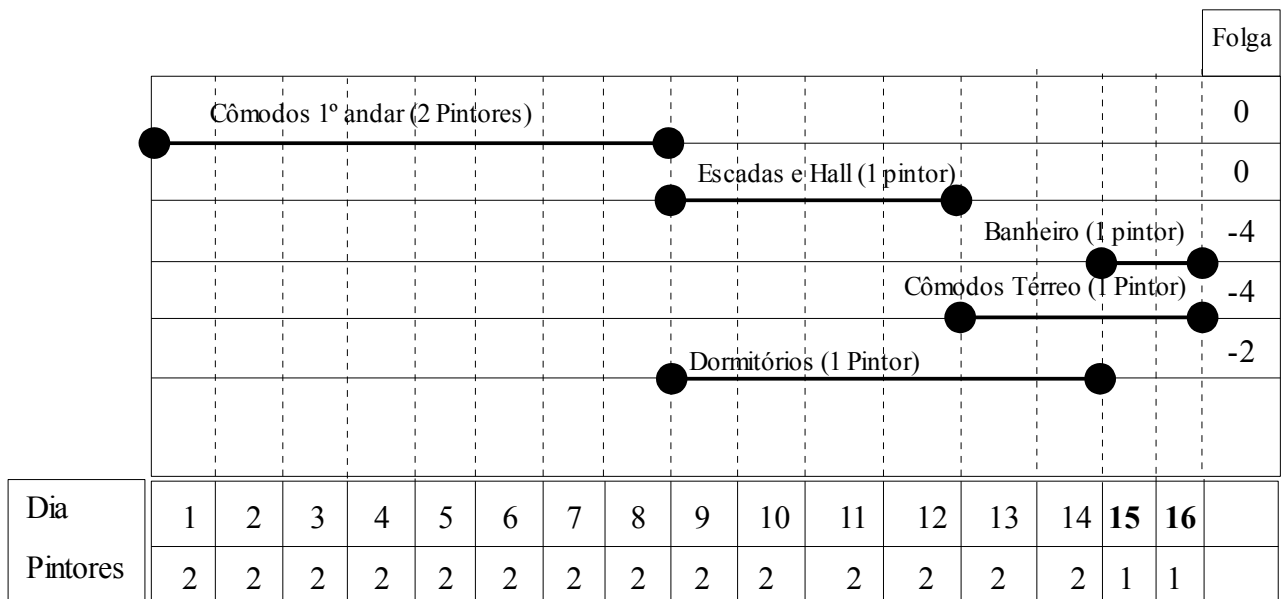 Folga
Cômodos 1º andar (2 Pintores)
0
Escadas e Hall (1 pintor)
0
Banheiro (1 pintor)
-4
Cômodos Térreo (1 Pintor)
-4
Dormitórios (1 Pintor)
-2
Dia 1 2 3 4 5 6 7 8 9 10 11 12 13 14 15 16
Pintores 2 2 2 2 2 2 2 2 2 2 2 2 2 2 1 1